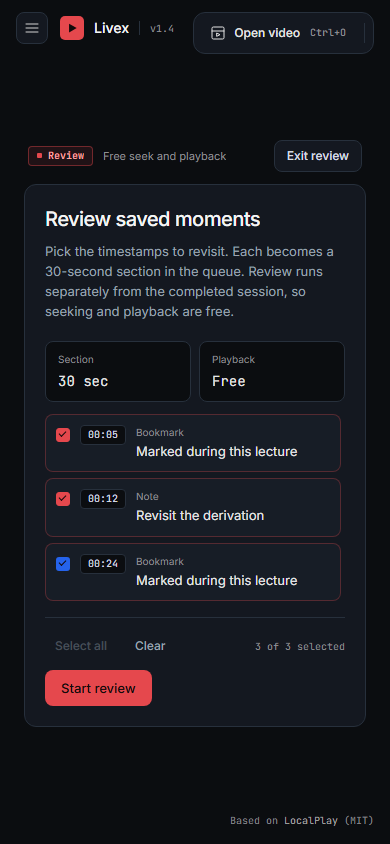 Livex v1.4 Open video Ctrl+O
Review Free seek and playback Exit review
Review saved moments
Pick the timestamps to revisit. Each becomes a
30-second section in the queue. Review runs
separately from the completed session, so
seeking and playback are free.
Section
30 sec
Playback
Free
00:05 Bookmark
Marked during this lecture
00:12 Note
Revisit the derivation
00:24 Bookmark
Marked during this lecture
Select all Clear 3 of 3 selected
Start review
Based on LocalPlay (MIT)